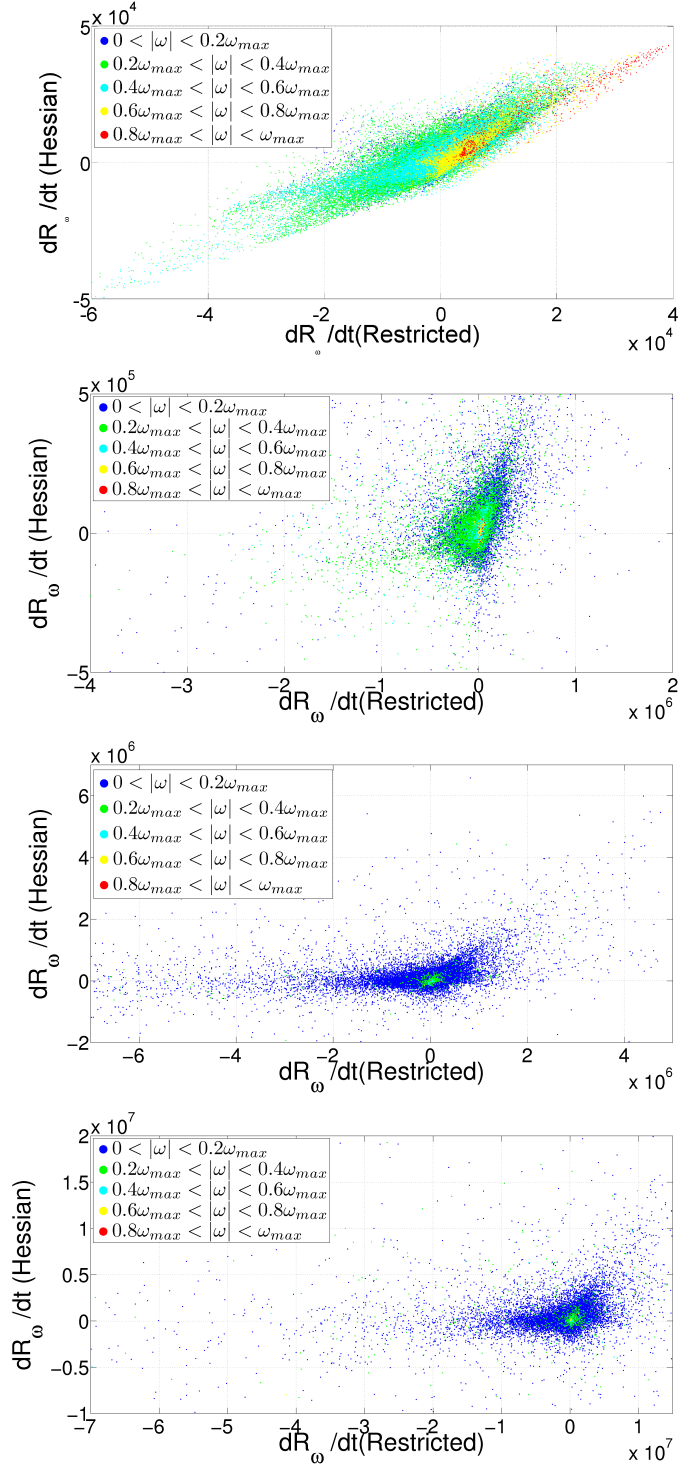 x 10^4
5
0
-5
dR_ω/dt (Hessian)
0 < |ω| < 0.2ω_max
0.2ω_max < |ω| < 0.4ω_max
0.4ω_max < |ω| < 0.6ω_max
0.6ω_max < |ω| < 0.8ω_max
0.8ω_max < |ω| < ω_max
-6 -4 -2 0 2 4
dR_ω/dt(Restricted)
x 10^4
x 10^5
5
0
−5
dR_ω /dt (Hessian)
0 < |ω| < 0.2ω_max
0.2ω_max < |ω| < 0.4ω_max
0.4ω_max < |ω| < 0.6ω_max
0.6ω_max < |ω| < 0.8ω_max
0.8ω_max < |ω| < ω_max
−4 −3 −2 −1 0 1 2
dR_ω /dt(Restricted)
x 10^6
x 10^6
6
4
2
0
−2
dR_ω /dt (Hessian)
0 < |ω| < 0.2ω_max
0.2ω_max < |ω| < 0.4ω_max
0.4ω_max < |ω| < 0.6ω_max
0.6ω_max < |ω| < 0.8ω_max
0.8ω_max < |ω| < ω_max
−6 −4 −2 0 2 4
dR_ω /dt(Restricted)
x 10^6
x 10^7
2
1.5
1
0.5
0
−0.5
−1
dR_ω /dt (Hessian)
0 < |ω| < 0.2ω_max
0.2ω_max < |ω| < 0.4ω_max
0.4ω_max < |ω| < 0.6ω_max
0.6ω_max < |ω| < 0.8ω_max
0.8ω_max < |ω| < ω_max
−7 −6 −5 −4 −3 −2 −1 0 1
dR_ω /dt(Restricted)
x 10^7